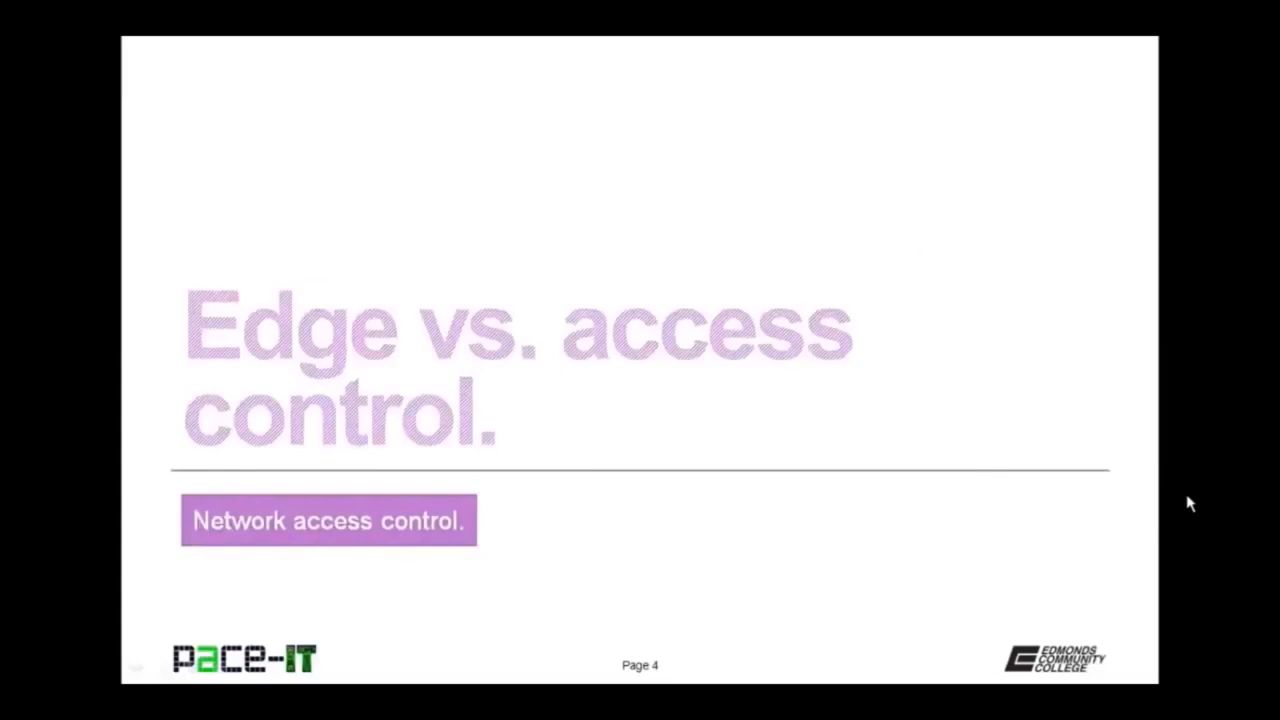 Edge vs. access
control.
Network access control.
pace-IT
Page 4
EDMONDS
COMMUNITY
COLLEGE